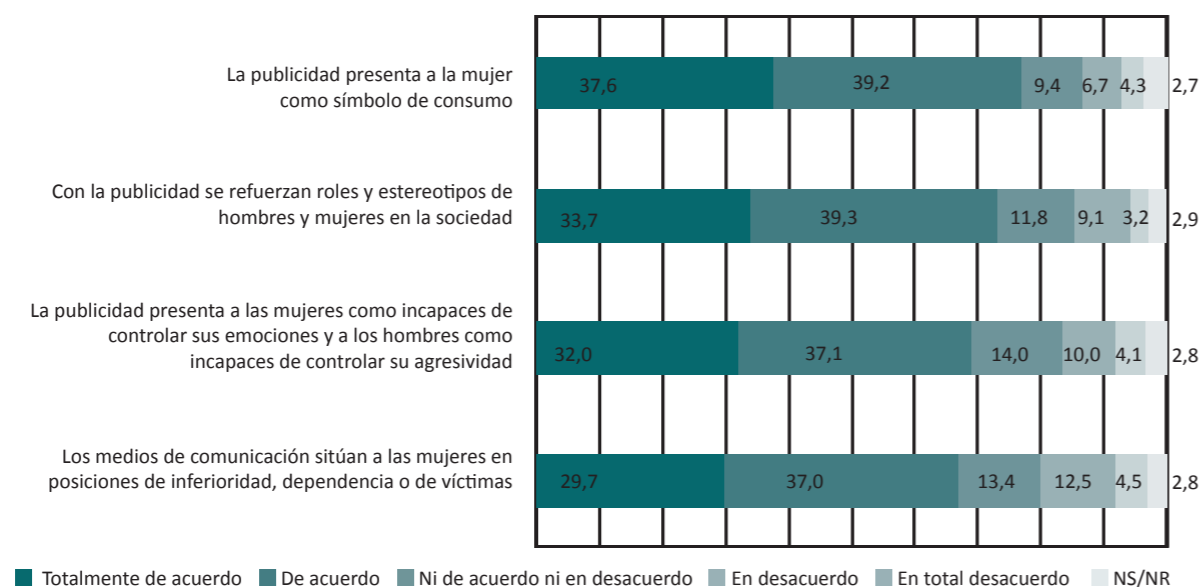 La publicidad presenta a la mujer
como símbolo de consumo
37,6 39,2 9,4 6,7 4,3 2,7
Con la publicidad se refuerzan roles y estereotipos de
hombres y mujeres en la sociedad
33,7 39,3 11,8 9,1 3,2 2,9
La publicidad presenta a las mujeres como incapaces de
controlar sus emociones y a los hombres como
incapaces de controlar su agresividad
32,0 37,1 14,0 10,0 4,1 2,8
Los medios de comunicación sitúan a las mujeres en
posiciones de inferioridad, dependencia o de víctimas
29,7 37,0 13,4 12,5 4,5 2,8
Totalmente de acuerdo De acuerdo Ni de acuerdo ni en desacuerdo En desacuerdo En total desacuerdo NS/NR